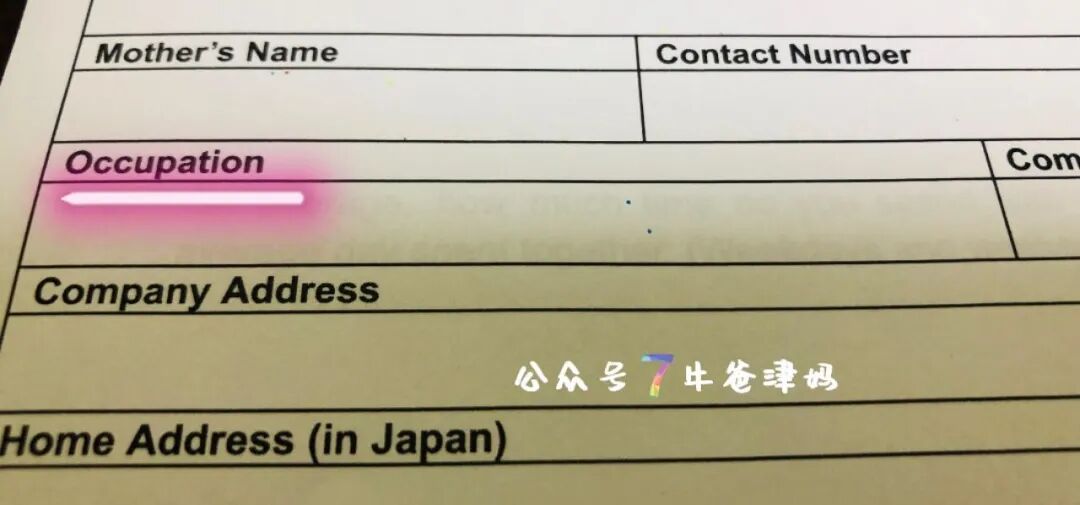 Mother's Name
Contact Number
Occupation
Com
Company Address
公众号7牛爸津妈
Home Address (in Japan)